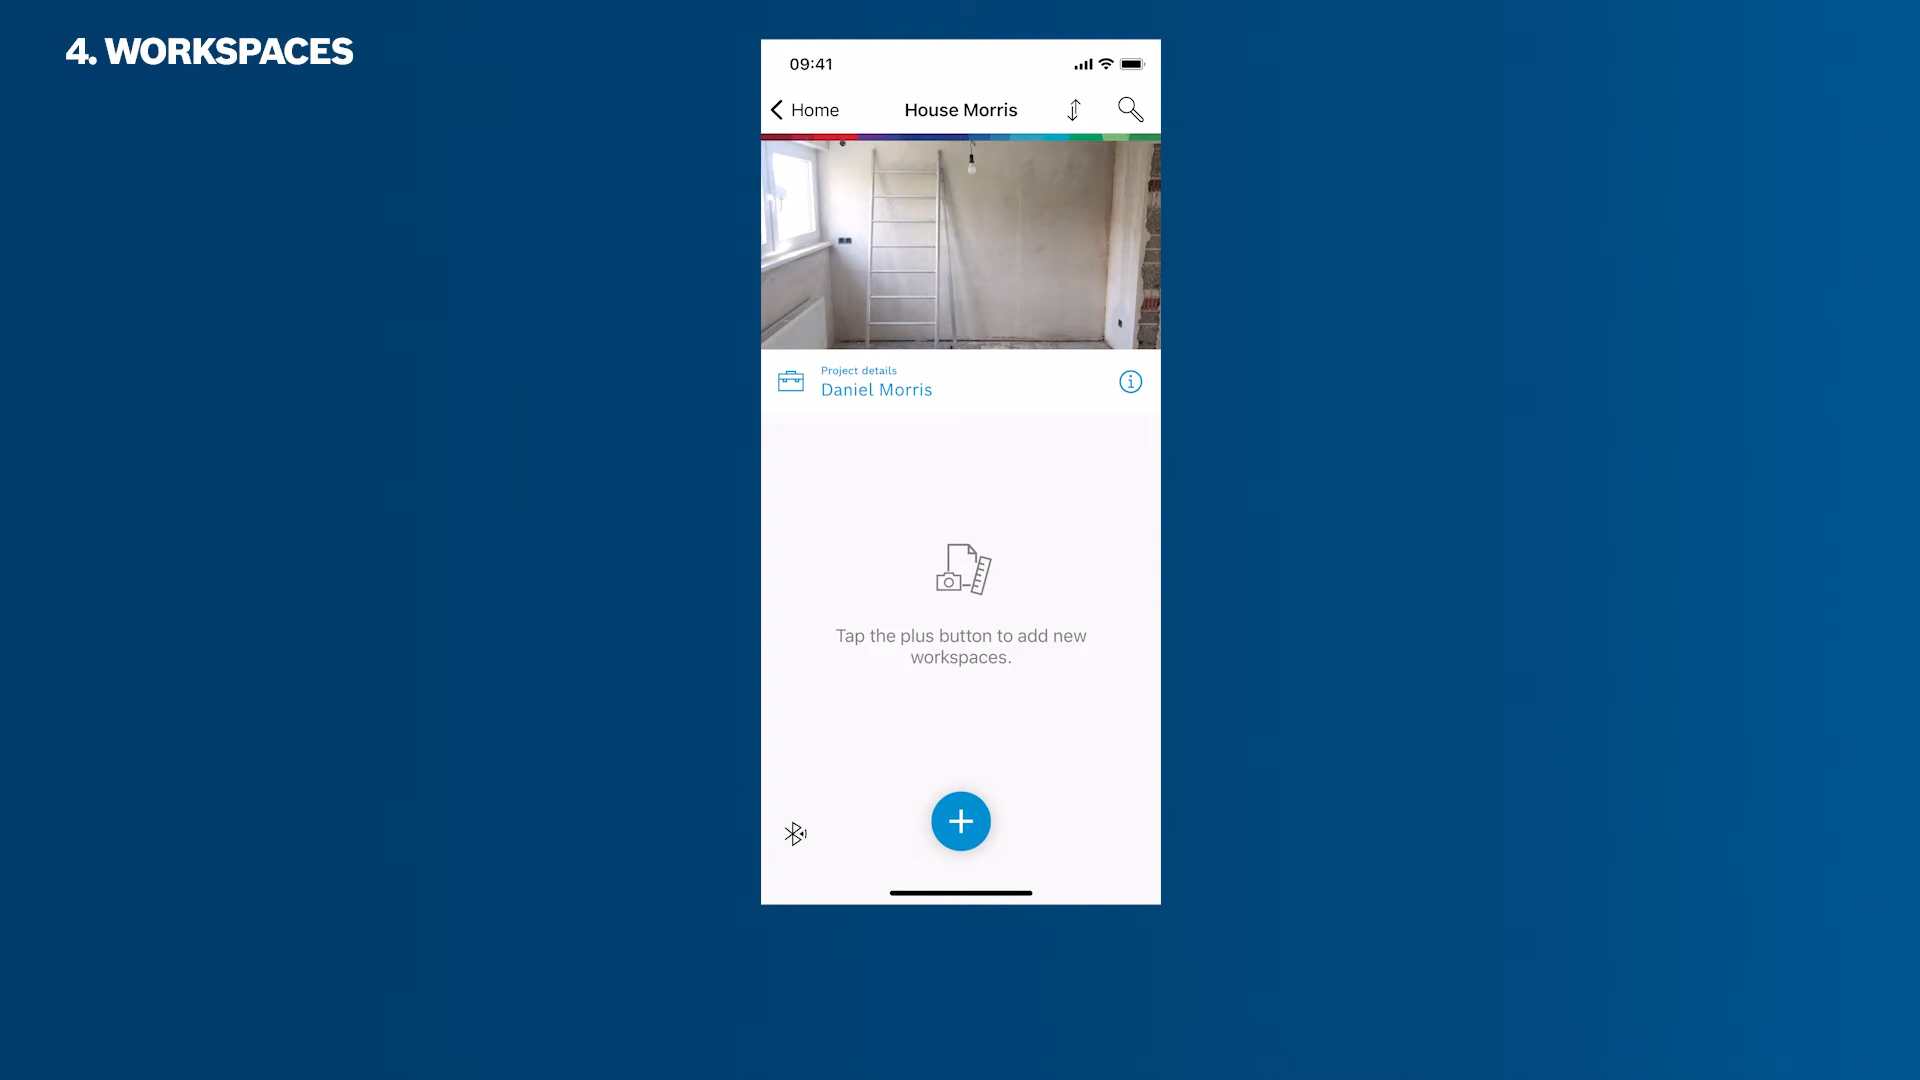 4. WORKSPACES
09:41
Home
House Morris
Project details
Daniel Morris
Tap the plus button to add new
workspaces.